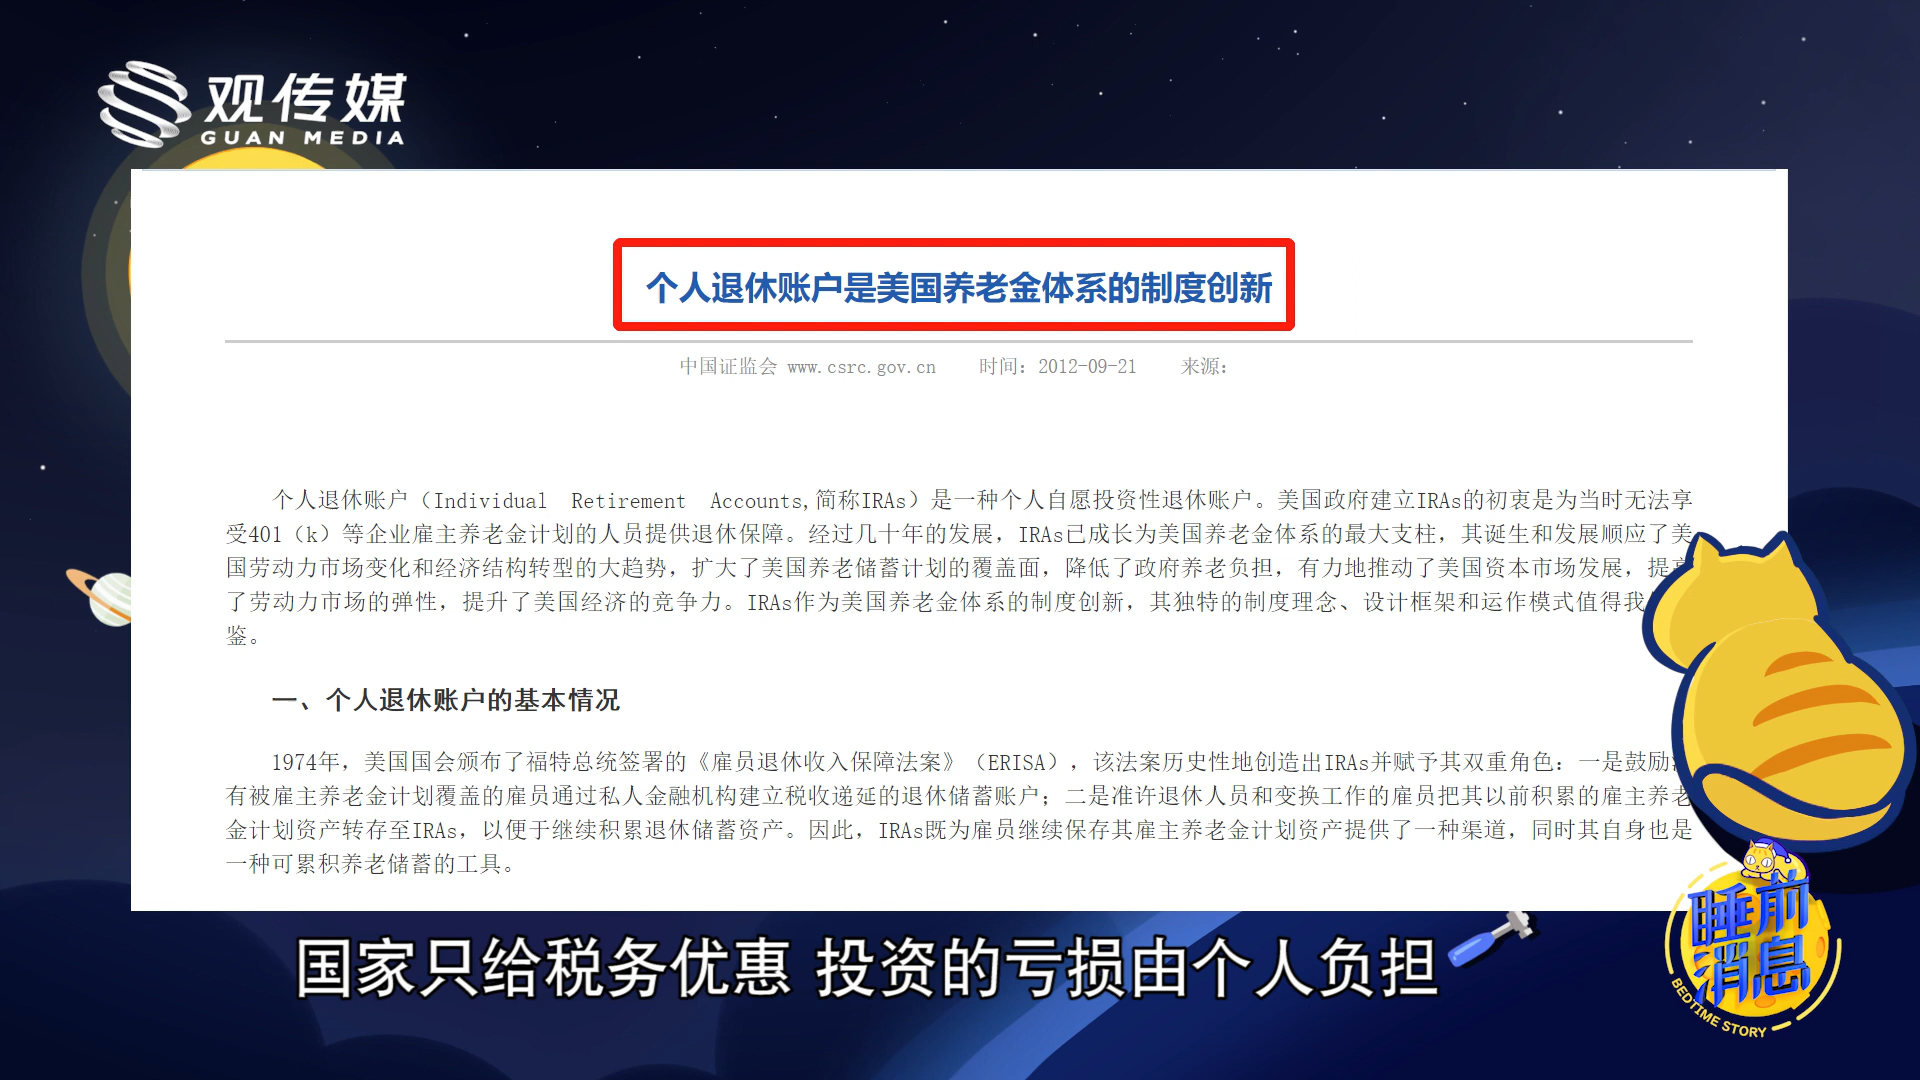 观传媒
GUAN MEDIA
个人退休账户是美国养老金体系的制度创新
中国证监会 www.csrc.gov.cn 时间：2012-09-21 来源：
个人退休账户（Individual Retirement Accounts,简称IRAs）是一种个人自愿投资性退休账户。美国政府建立IRAs的初衷是为当时无法享
受401（k）等企业雇主养老金计划的人员提供退休保障。经过几十年的发展，IRAs已成长为美国养老金体系的最大支柱，其诞生和发展顺应了美
国劳动力市场变化和经济结构转型的大趋势，扩大了美国养老储蓄计划的覆盖面，降低了政府养老负担，有力地推动了美国资本市场发展，提高
了劳动力市场的弹性，提升了美国经济的竞争力。IRAs作为美国养老金体系的制度创新，其独特的制度理念、设计框架和运作模式值得我
鉴。
一、个人退休账户的基本情况
1974年，美国国会颁布了福特总统签署的《雇员退休收入保障法案》（ERISA），该法案历史性地创造出IRAs并赋予其双重角色：一是鼓励
有被雇主养老金计划覆盖的雇员通过私人金融机构建立税收递延的退休储蓄账户；二是准许退休人员和变换工作的雇员把其以前积累的雇主养老
金计划资产转存至IRAs，以便于继续积累退休储蓄资产。因此，IRAs既为雇员继续保存其雇主养老金计划资产提供了一种渠道，同时其自身也是
一种可累积养老储蓄的工具。
国家只给税务优惠 投资的亏损由个人负担
睡前
消息
BEDTIME STORY